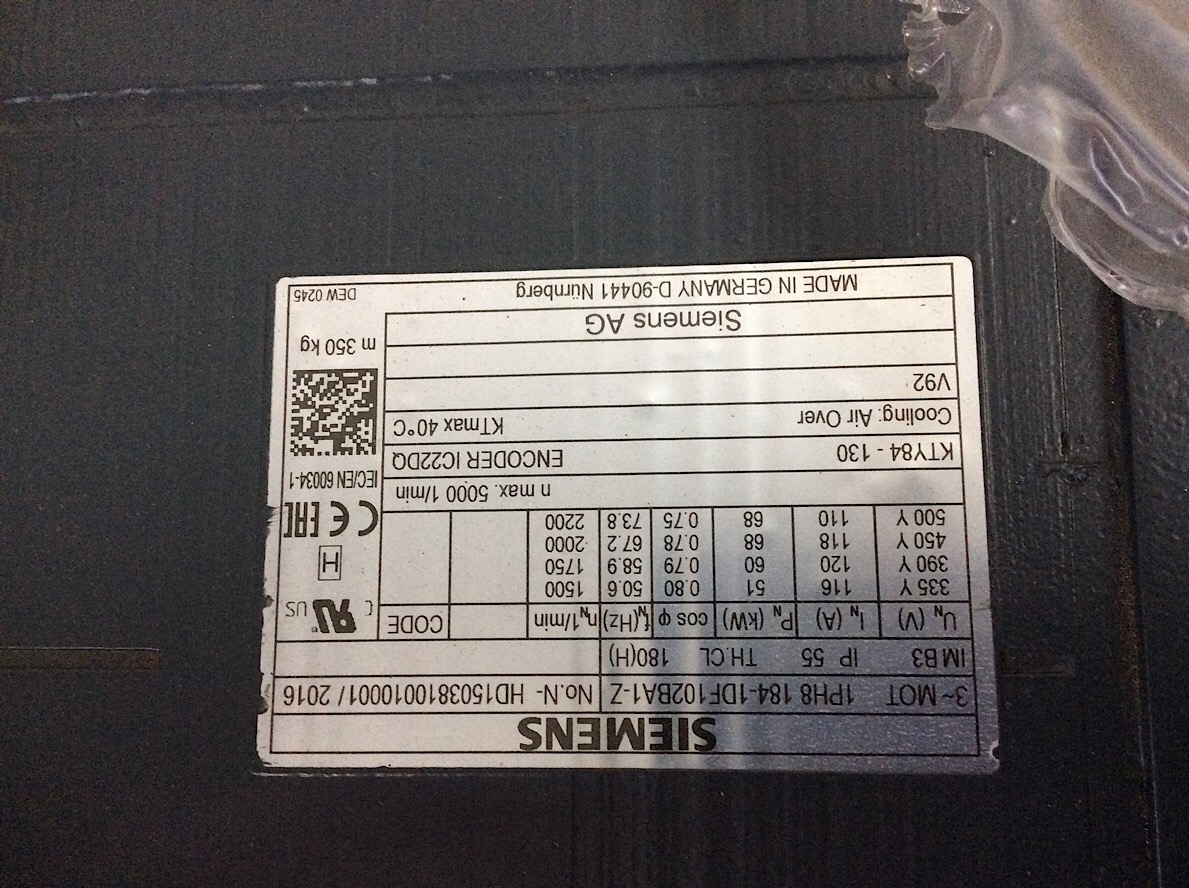 SIEMENS
3~ MOT 1PH8 184-1DF102BA1-Z No.N- HD1503810010001 / 2016
IM B3 IP 55 TH.CL 180(H)
UN (V) IN (A) PN (kW) cos φ fN(Hz) nN1/min CODE
335 Y 116 51 0.80 50.6 1500
390 Y 120 60 0.79 58.9 1750
450 Y 118 68 0.78 67.2 2000
500 Y 110 68 0.75 73.8 2200
n max. 5000 1/min
KTY84 - 130 ENCODER IC22DQ
Cooling: Air Over KTmax 40°C
V92
Siemens AG
MADE IN GERMANY D-90441 Nürnberg
c RU US
H
CE EAC
IEC/EN 60034-1
m 350 kg
DEW 0245